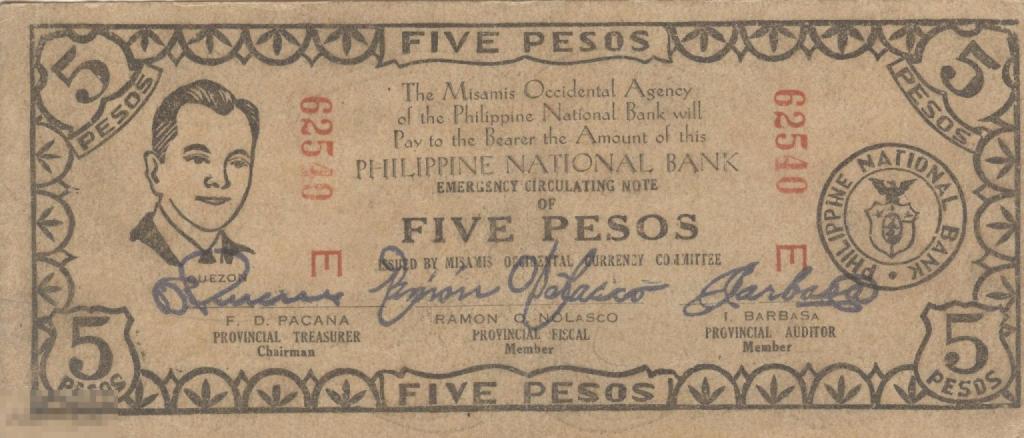 FIVE PESOS
5 PESOS
5 PESOS
The Misamis Occidental Agency
of the Philippine National Bank will
Pay to the Bearer the Amount of this
PHILIPPINE NATIONAL BANK
EMERGENCY CIRCULATING NOTE
OF
FIVE PESOS
ISSUED BY MISAMIS OCCIDENTAL CURRENCY COMMITTEE
62540
E
62540
E
PHILIPPINE NATIONAL BANK
QUEZON
Ramon O Nolasco
Barbasa
F. D. PACANA
PROVINCIAL TREASURER
Chairman
RAMON O. NOLASCO
PROVINCIAL FISCAL
Member
I. BARBASA
PROVINCIAL AUDITOR
Member
5 PESOS
FIVE PESOS
5 PESOS